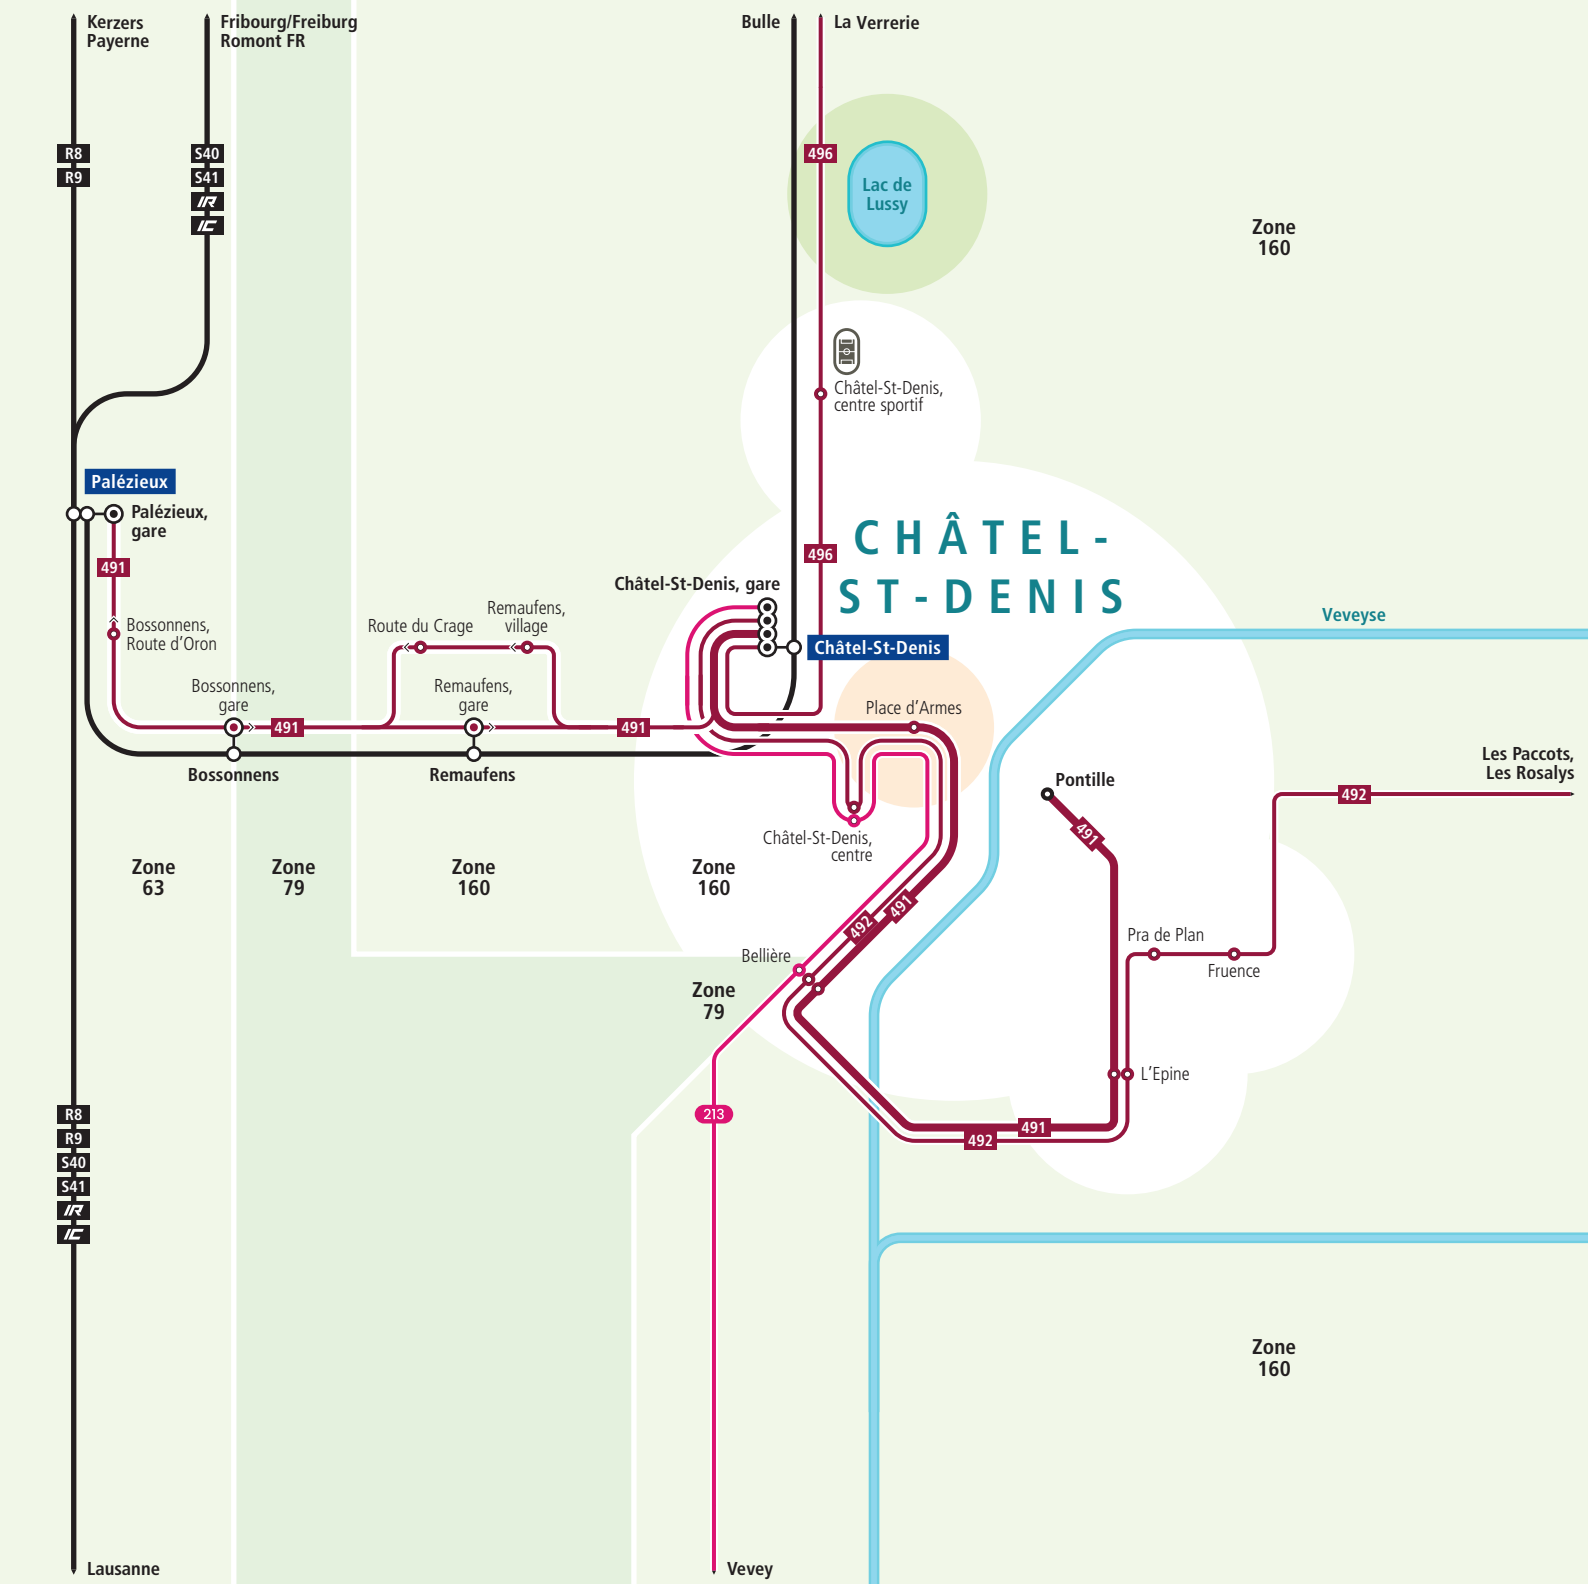 Kerzers
Payerne
Fribourg/Freiburg
Romont FR
Bulle
La Verrerie
R8
R9
S40
S41
IR
IC
496
Lac de
Lussy
Zone
160
Châtel-St-Denis,
centre sportif
Palézieux
Palézieux,
gare
491
Bossonnens,
Route d'Oron
Route du Crage
Remaufens,
village
Châtel-St-Denis, gare
496
CHÂTEL-
ST-DENIS
Veveyse
Châtel-St-Denis
Bossonnens,
gare
491
Remaufens,
gare
491
Place d'Armes
Bossonnens
Remaufens
Pontille
Les Paccots,
Les Rosalys
492
491
Châtel-St-Denis,
centre
Zone
63
Zone
79
Zone
160
Zone
160
491
492
Bellière
Pra de Plan
Fruence
Zone
79
L'Epine
213
491
492
R8
R9
S40
S41
IR
IC
Zone
160
Lausanne
Vevey